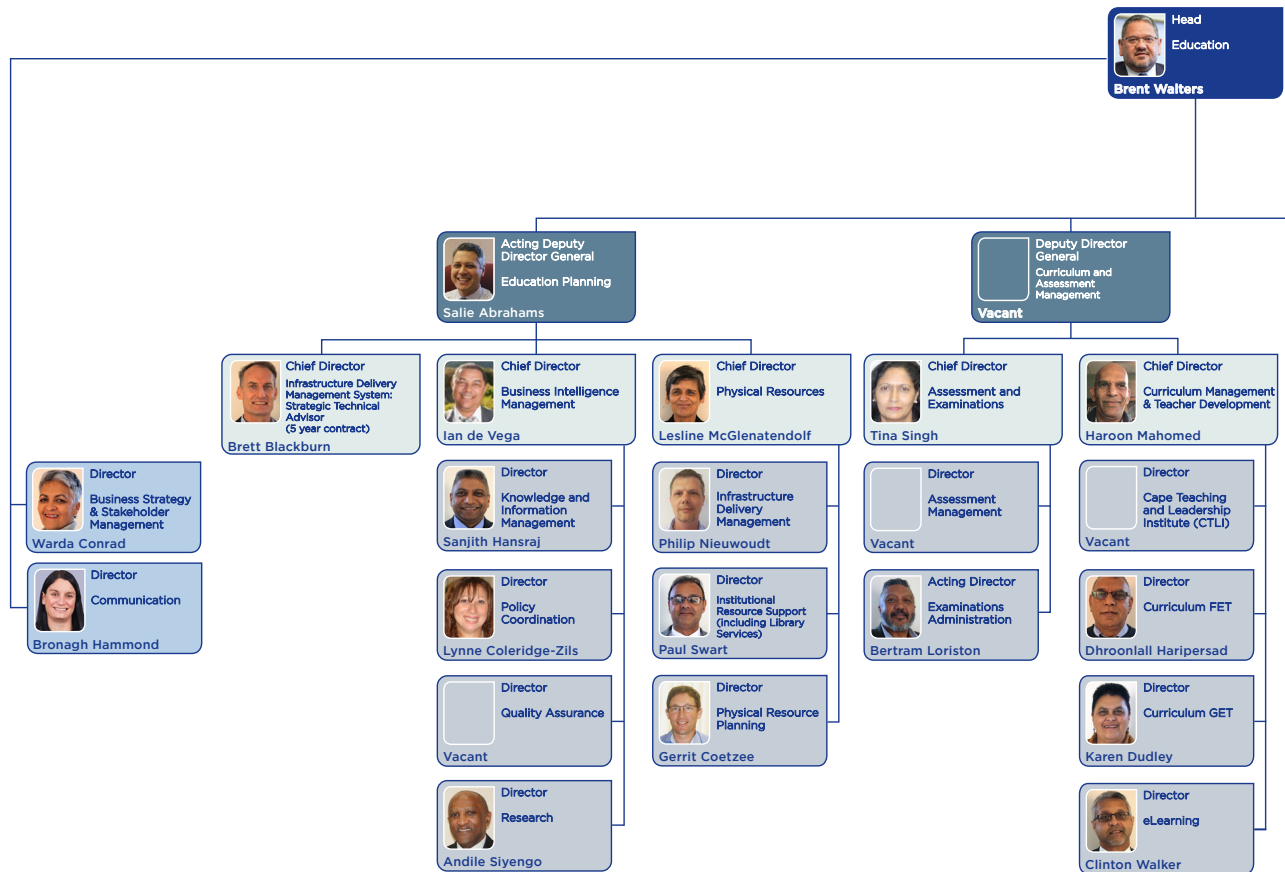 Head
Education
Brent Walters
Acting Deputy
Director General
Education Planning
Salie Abrahams
Deputy Director
General
Curriculum and
Assessment
Management
Vacant
Chief Director
Infrastructure Delivery
Management System:
Strategic Technical
Advisor
(5 year contract)
Brett Blackburn
Chief Director
Business Intelligence
Management
Ian de Vega
Chief Director
Physical Resources
Lesline McGlenatendolf
Chief Director
Assessment and
Examinations
Tina Singh
Chief Director
Curriculum Management
& Teacher Development
Haroon Mahomed
Director
Business Strategy
& Stakeholder
Management
Warda Conrad
Director
Communication
Bronagh Hammond
Director
Knowledge and
Information
Management
Sanjith Hansraj
Director
Policy
Coordination
Lynne Coleridge-Zils
Director
Quality Assurance
Vacant
Director
Research
Andile Siyengo
Director
Infrastructure
Delivery
Management
Philip Nieuwoudt
Director
Institutional
Resource Support
(including Library
Services)
Paul Swart
Director
Physical Resource
Planning
Gerrit Coetzee
Director
Assessment
Management
Vacant
Acting Director
Examinations
Administration
Bertram Loriston
Director
Cape Teaching
and Leadership
Institute (CTLI)
Vacant
Director
Curriculum FET
Dhroonlall Haripersad
Director
Curriculum GET
Karen Dudley
Director
eLearning
Clinton Walker